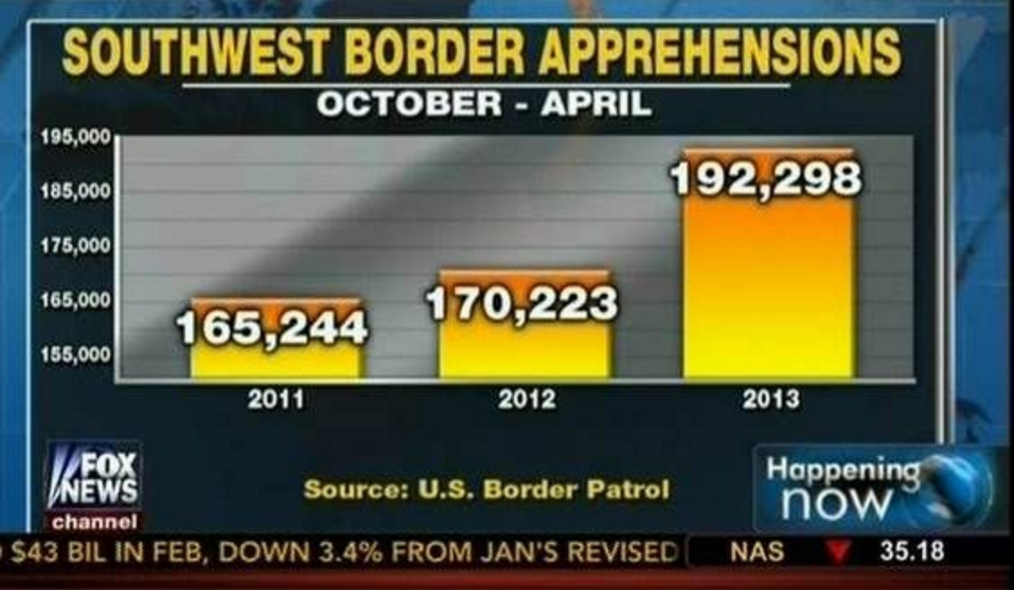 SOUTHWEST BORDER APPREHENSIONS
OCTOBER - APRIL
195,000
185,000
175,000
165,000
155,000
165,244
170,223
192,298
2011 2012 2013
FOX
NEWS
channel
Source: U.S. Border Patrol
Happening
now
$43 BIL IN FEB, DOWN 3.4% FROM JAN'S REVISED
NAS ▼ 35.18